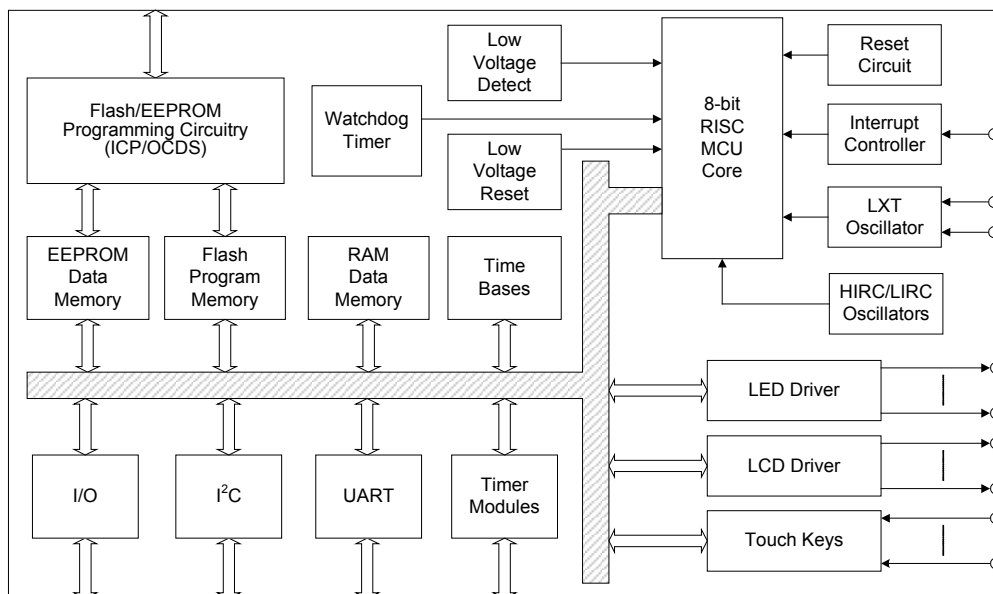 Low
Voltage
Detect
Reset
Circuit
Flash/EEPROM
Programming Circuitry
(ICP/OCDS)
Watchdog
Timer
8-bit
RISC
MCU
Core
Interrupt
Controller
Low
Voltage
Reset
LXT
Oscillator
EEPROM
Data
Memory
Flash
Program
Memory
RAM
Data
Memory
Time
Bases
HIRC/LIRC
Oscillators
LED Driver
LCD Driver
I/O
I²C
UART
Timer
Modules
Touch Keys